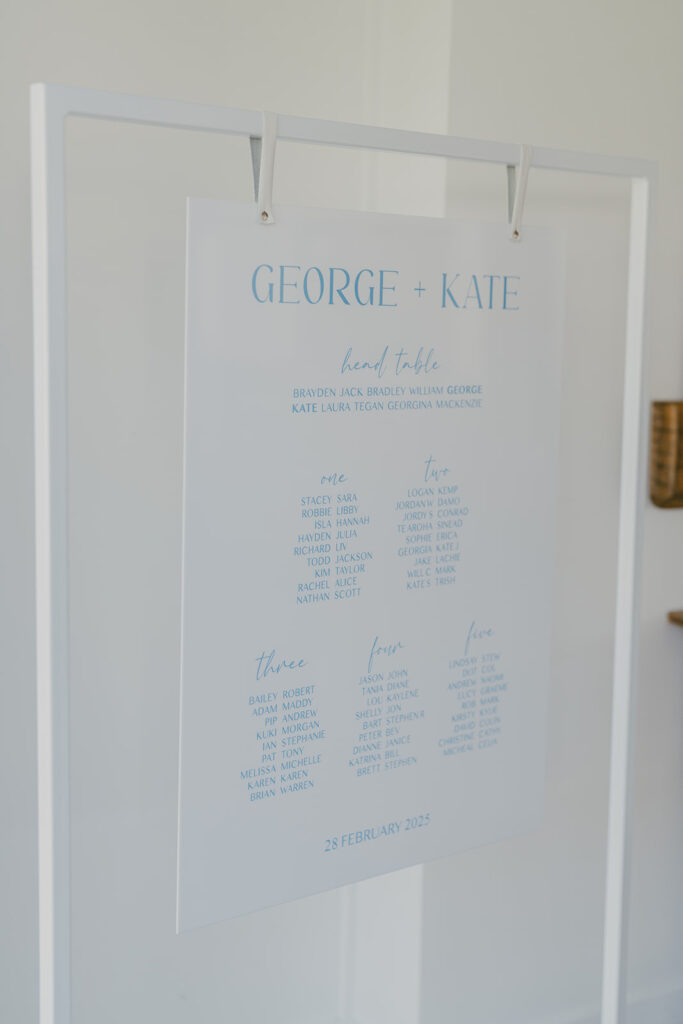 GEORGE + KATE
head table
BRAYDEN JACK BRADLEY WILLIAM GEORGE
KATE LAURA TEGAN GEORGINA MACKENZIE
one
STACEY SARA
ROBBIE LIBBY
ISLA HANNAH
HAYDEN JULIA
RICHARD LIV
TODD JACKSON
KIM TAYLOR
RACHEL ALICE
NATHAN SCOTT
two
LOGAN KEMP
JORDAN.W DAMO
JORDY.S CONRAD
TEAROHA SINEAD
SOPHIE ERICA
GEORGIA KATE.J
JAKE LACHIE
WILL.C MARK
KATE.S TRISH
three
BAILEY ROBERT
ADAM MADDY
PIP ANDREW
KUKI MORGAN
IAN STEPHANIE
PAT TONY
MELISSA MICHELLE
KAREN KAREN
BRIAN WARREN
four
JASON JOHN
TANIA DIANE
LOU KAYLENE
SHELLY JON
BART STEPHEN.R
PETER BEV
DIANNE JANICE
KATRINA BILL
BRETT STEPHEN
five
LINDSAY STEW
DOT COL
ANDREW NAOMI
LUCY GRAEME
ROB MARK
KIRSTY KYLIE
DAVID COLIN
CHRISTINE CATHY
MICHEAL CELIA
28 FEBRUARY 2025